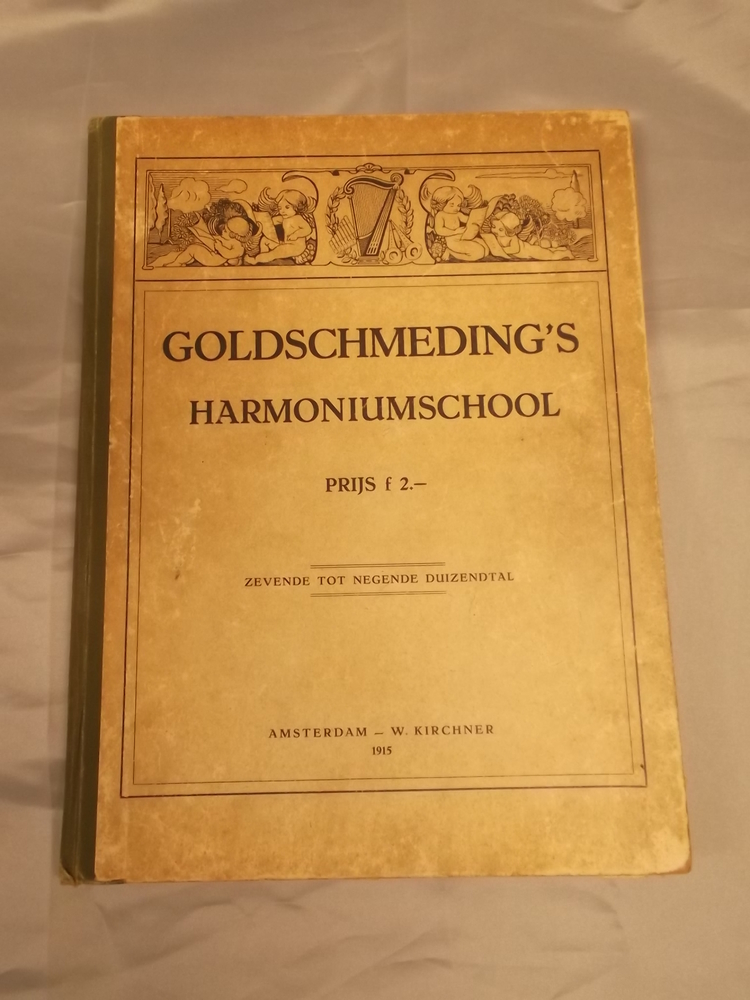 GOLDSCHMEDING'S
HARMONIUMSCHOOL
PRIJS f 2.—
ZEVENDE TOT NEGENDE DUIZENDTAL
AMSTERDAM — W. KIRCHNER
1915